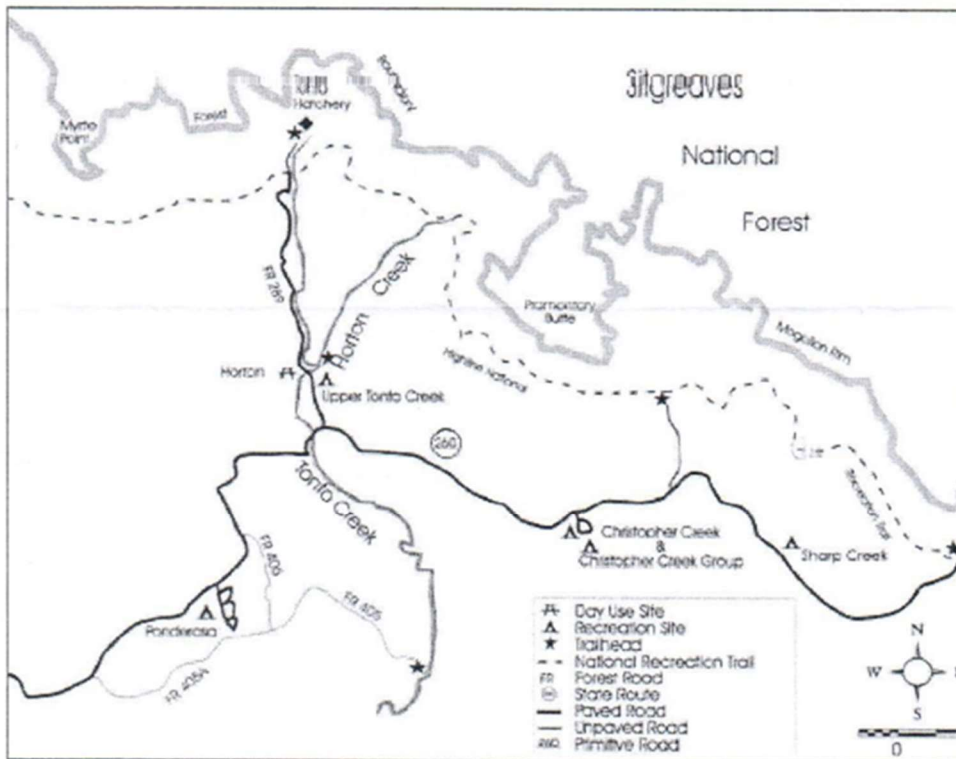 Sitgreaves
National
Forest
Hatchery
Forest
Boundary
Myrtle
Point
FR 289
Horton
Creek
Promontory
Butte
Mogollon Rim
Highline National
Horton
Upper Tonto Creek
260
Tonto
Creek
Recreation Trail
Christopher Creek
&
Christopher Creek Group
Sharp Creek
FR 405
FR 405
Ponderosa
FR 405A
Day Use Site
Recreation Site
Trailhead
National Recreation Trail
FR Forest Road
State Route
Paved Road
Unpaved Road
260 Primitive Road
N
W
S
0